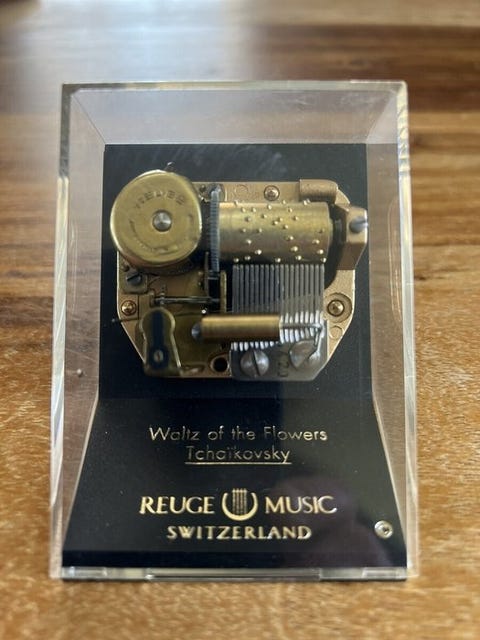 REUGE
Waltz of the Flowers
Tchaïkovsky
REUGE MUSIC
SWITZERLAND